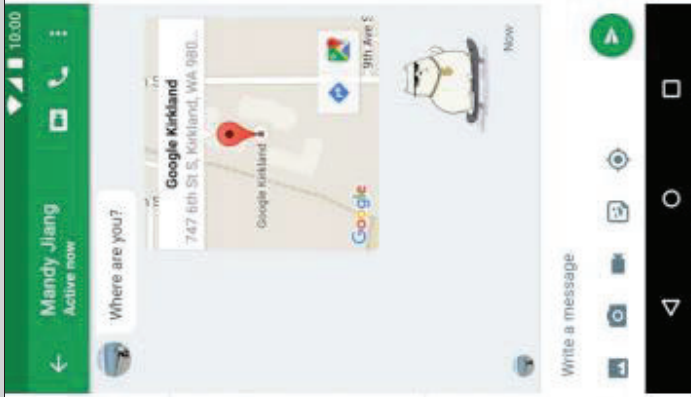 10:00
Mandy Jiang
Active now
Where are you?
Google Kirkland
747 6th St S, Kirkland, WA 980...
Google Kirkland
9th Ave S
Google
Now
Write a message